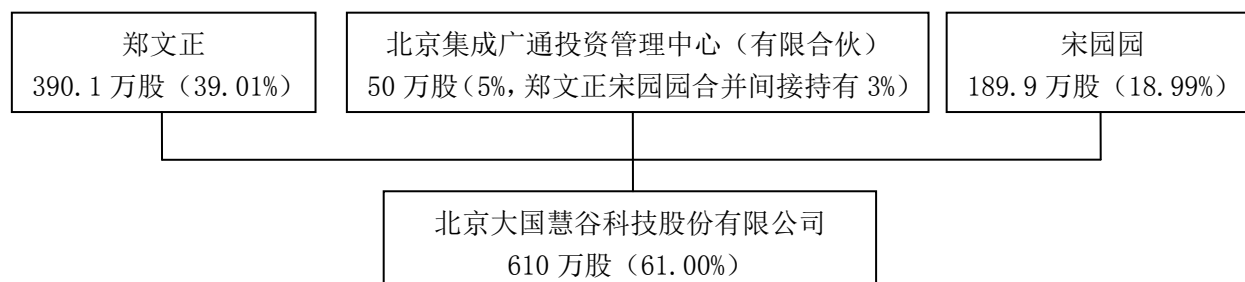 郑文正
390.1 万股（39.01%）
北京集成广通投资管理中心（有限合伙）
50 万股（5%，郑文正宋园园合并间接持有 3%）
宋园园
189.9 万股（18.99%）
北京大国慧谷科技股份有限公司
610 万股（61.00%）